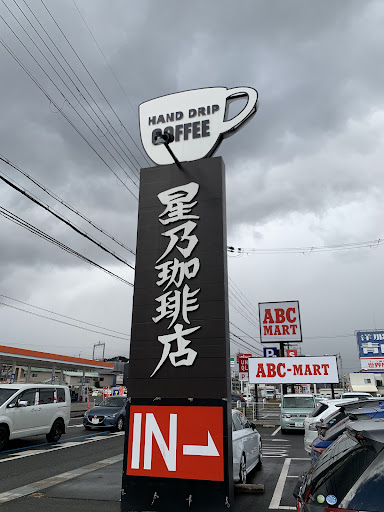 HAND DRIP
COFFEE
星乃珈琲店
IN
ABC
MART
ABC-MART